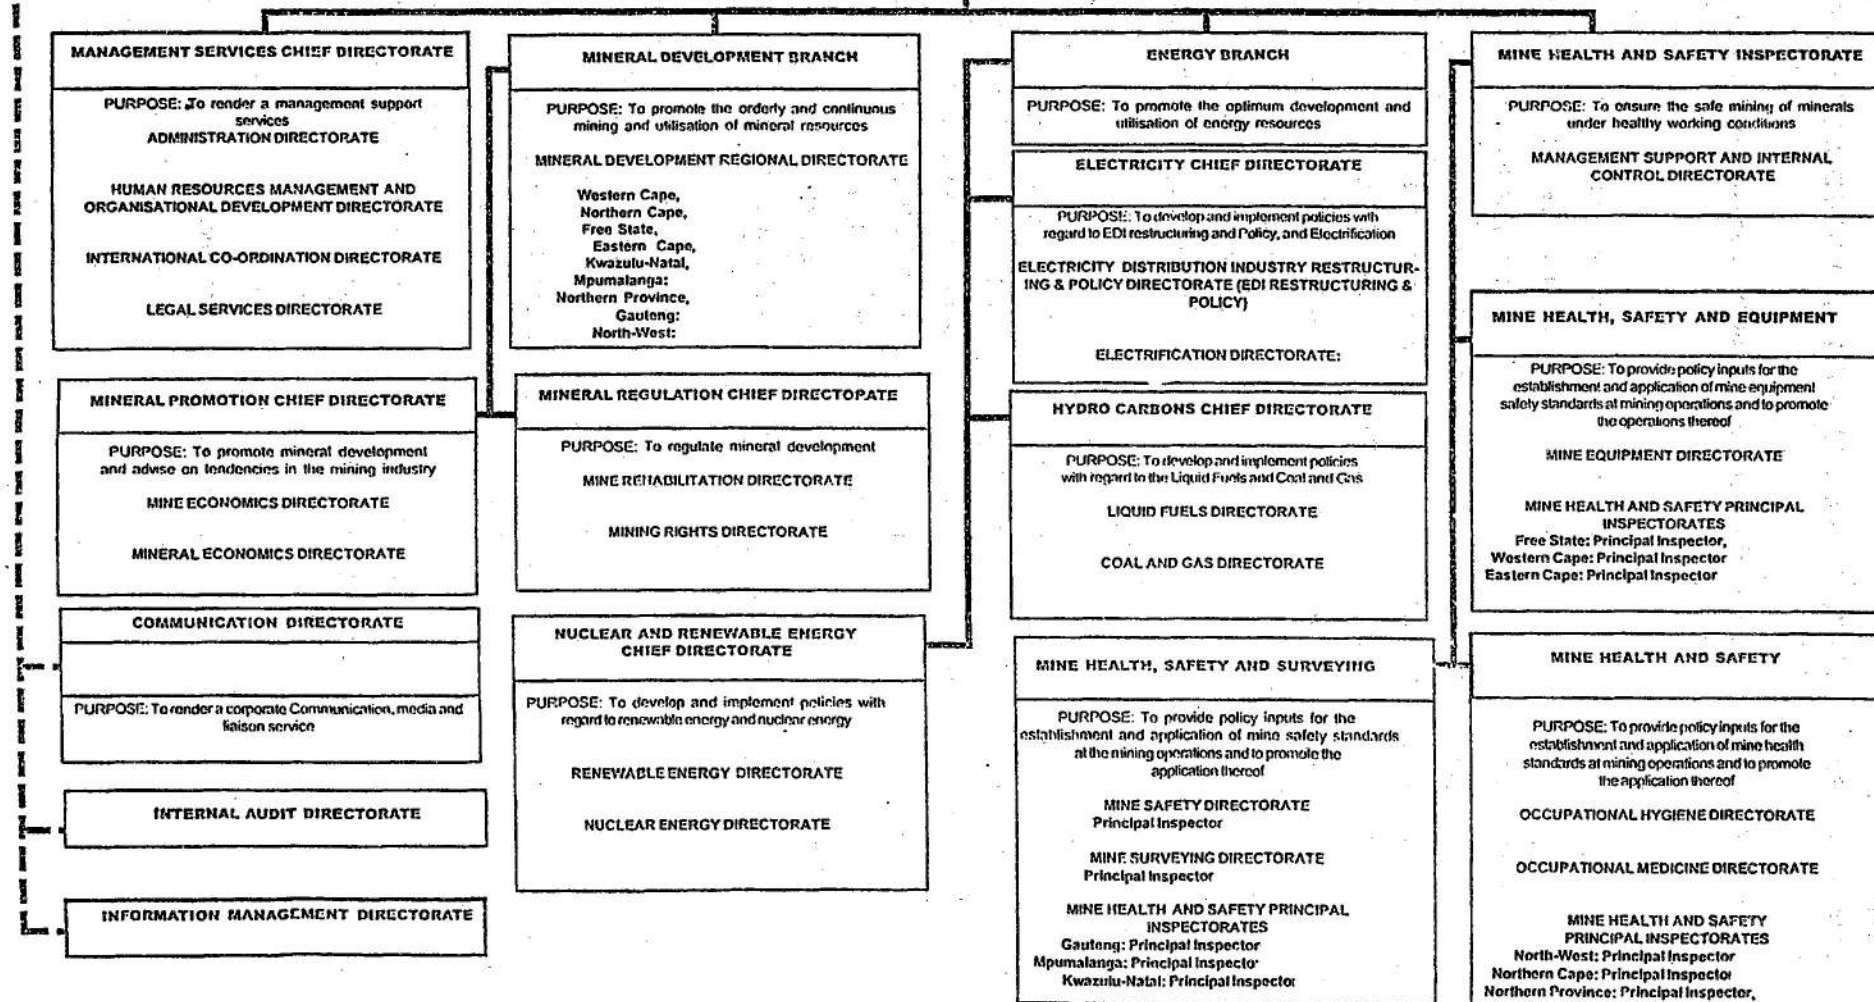 MANAGEMENT SERVICES CHIEF DIRECTORATE
PURPOSE: To render a management support
services
ADMINISTRATION DIRECTORATE
HUMAN RESOURCES MANAGEMENT AND
ORGANISATIONAL DEVELOPMENT DIRECTORATE
INTERNATIONAL CO-ORDINATION DIRECTORATE
LEGAL SERVICES DIRECTORATE
MINERAL DEVELOPMENT BRANCH
PURPOSE: To promote the orderly and continuous
mining and utilisation of mineral resources
MINERAL DEVELOPMENT REGIONAL DIRECTORATE
Western Cape,
Northern Cape,
Free State,
Eastern Cape,
Kwazulu-Natal,
Mpumalanga:
Northern Province,
Gauteng:
North-West:
ENERGY BRANCH
PURPOSE: To promote the optimum development and
utilisation of energy resources
ELECTRICITY CHIEF DIRECTORATE
PURPOSE: To develop and implement policies with
regard to EDI restructuring and Policy, and Electrification
ELECTRICITY DISTRIBUTION INDUSTRY RESTRUCTUR-
ING & POLICY DIRECTORATE (EDI RESTRUCTURING &
POLICY)
ELECTRIFICATION DIRECTORATE:
MINE HEALTH AND SAFETY INSPECTORATE
PURPOSE: To ensure the safe mining of minerals
under healthy working conditions
MANAGEMENT SUPPORT AND INTERNAL
CONTROL DIRECTORATE
MINE HEALTH, SAFETY AND EQUIPMENT
PURPOSE: To provide policy inputs for the
establishment and application of mine equipment
safety standards at mining operations and to promote
the operations thereof
MINE EQUIPMENT DIRECTORATE
MINE HEALTH AND SAFETY PRINCIPAL
INSPECTORATES
Free State: Principal Inspector,
Western Cape: Principal Inspector
Eastern Cape: Principal Inspector
MINERAL PROMOTION CHIEF DIRECTORATE
PURPOSE: To promote mineral development
and advise on tendencies in the mining industry
MINE ECONOMICS DIRECTORATE
MINERAL ECONOMICS DIRECTORATE
MINERAL REGULATION CHIEF DIRECTOPATE
PURPOSE: To regulate mineral development
MINE REHABILITATION DIRECTORATE
MINING RIGHTS DIRECTORATE
HYDRO CARBONS CHIEF DIRECTORATE
PURPOSE: To develop and implement policies
with regard to the Liquid Fuels and Coal and Gas
LIQUID FUELS DIRECTORATE
COAL AND GAS DIRECTORATE
COMMUNICATION DIRECTORATE
PURPOSE: To render a corporate Communication, media and
liaison service
INTERNAL AUDIT DIRECTORATE
INFORMATION MANAGEMENT DIRECTORATE
NUCLEAR AND RENEWABLE ENERGY
CHIEF DIRECTORATE
PURPOSE: To develop and implement policies with
regard to renewable energy and nuclear energy
RENEWABLE ENERGY DIRECTORATE
NUCLEAR ENERGY DIRECTORATE
MINE HEALTH, SAFETY AND SURVEYING
PURPOSE: To provide policy inputs for the
establishment and application of mine safety standards
at the mining operations and to promote the
application thereof
MINE SAFETY DIRECTORATE
Principal Inspector
MINE SURVEYING DIRECTORATE
Principal Inspector
MINE HEALTH AND SAFETY PRINCIPAL
INSPECTORATES
Gauteng: Principal Inspector
Mpumalanga: Principal Inspector
Kwazulu-Natal: Principal Inspector
MINE HEALTH AND SAFETY
PURPOSE: To provide policy inputs for the
establishment and application of mine health
standards at mining operations and to promote
the application thereof
OCCUPATIONAL HYGIENE DIRECTORATE
OCCUPATIONAL MEDICINE DIRECTORATE
MINE HEALTH AND SAFETY
PRINCIPAL INSPECTORATES
North-West: Principal Inspector
Northern Cape: Principal Inspector
Northern Province: Principal Inspector,